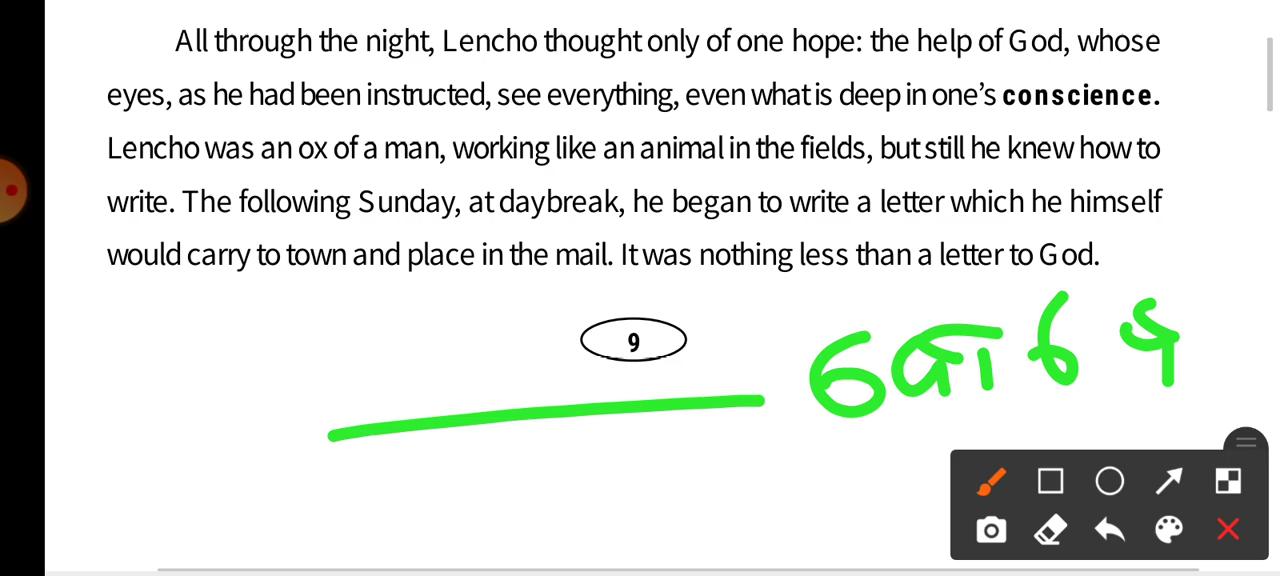 All through the night, Lencho thought only of one hope: the help of God, whose
eyes, as he had been instructed, see everything, even what is deep in one's conscience.
Lencho was an ox of a man, working like an animal in the fields, but still he knew how to
write. The following Sunday, at daybreak, he began to write a letter which he himself
would carry to town and place in the mail. It was nothing less than a letter to God.
9